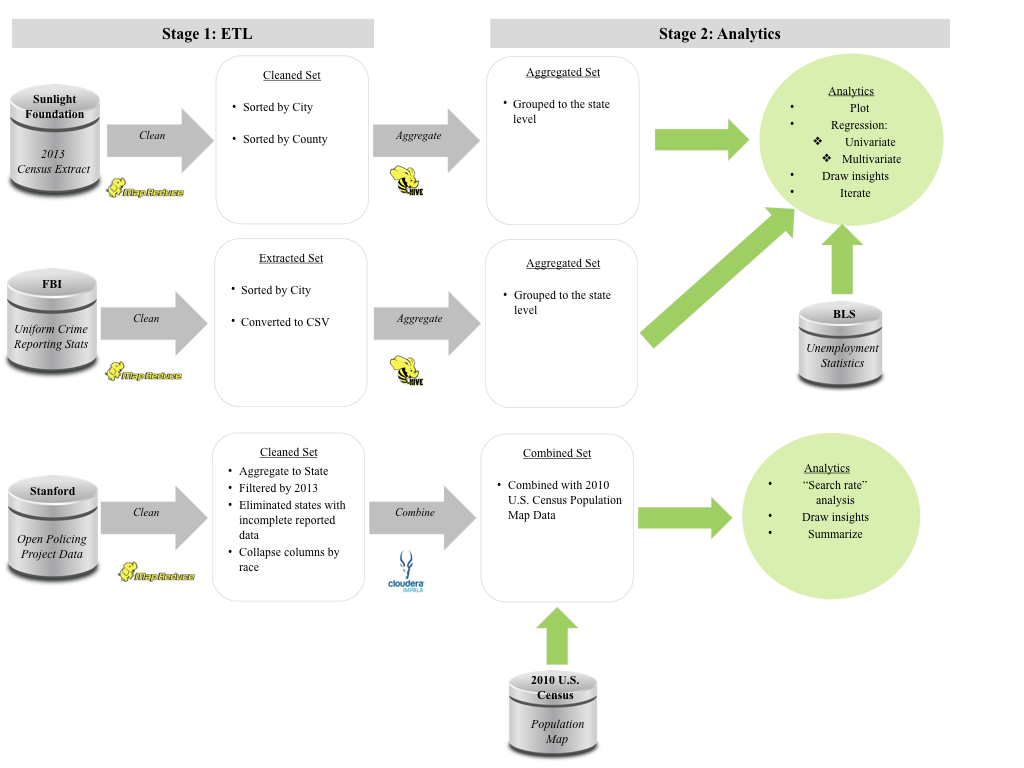 Stage 1: ETL
Stage 2: Analytics
Sunlight
Foundation
2013
Census Extract
Clean
Map Reduce
Cleaned Set
• Sorted by City
• Sorted by County
Aggregate
HIVE
Aggregated Set
• Grouped to the state
level
Analytics
• Plot
• Regression:
❖ Univariate
❖ Multivariate
• Draw insights
• Iterate
FBI
Uniform Crime
Reporting Stats
Clean
Map Reduce
Extracted Set
• Sorted by City
• Converted to CSV
Aggregate
HIVE
Aggregated Set
• Grouped to the state
level
BLS
Unemployment
Statistics
Stanford
Open Policing
Project Data
Clean
Map Reduce
Cleaned Set
• Aggregate to State
• Filtered by 2013
• Eliminated states with
incomplete reported
data
• Collapse columns by
race
Combine
cloudera
IMPALA
Combined Set
• Combined with 2010
U.S. Census Population
Map Data
Analytics
• “Search rate”
analysis
• Draw insights
• Summarize
2010 U.S.
Census
Population
Map